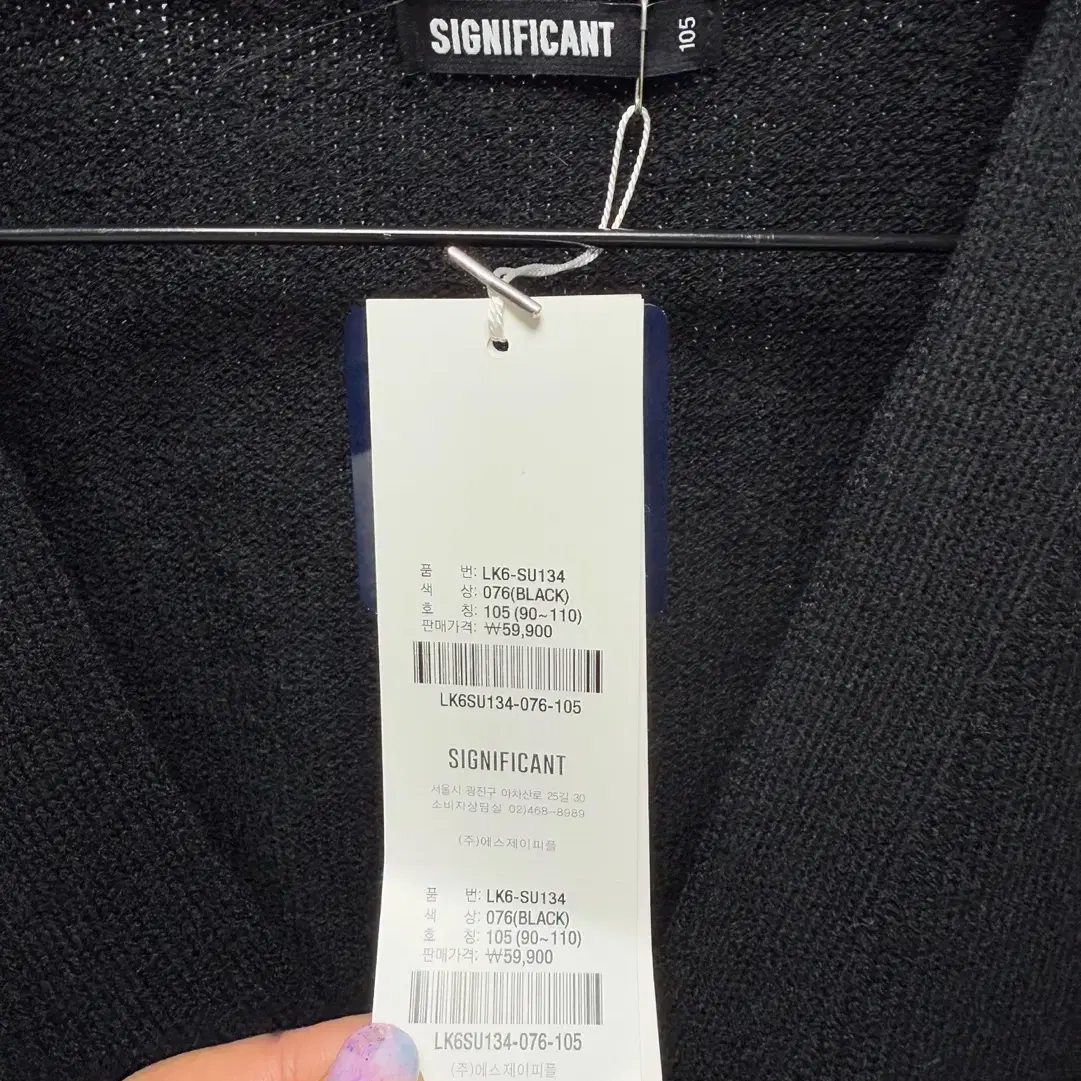 SIGNIFICANT
105
품 번: LK6-SU134
색 상: 076(BLACK)
호 칭: 105 (90~110)
판매가격: ₩59,900
LK6SU134-076-105
SIGNIFICANT
서울시 광진구 아차산로 25길 30
소비자상담실 02)468-8989
(주)에스제이피플
품 번: LK6-SU134
색 상: 076(BLACK)
호 칭: 105 (90~110)
판매가격: ₩59,900
LK6SU134-076-105
(주)에스제이피플